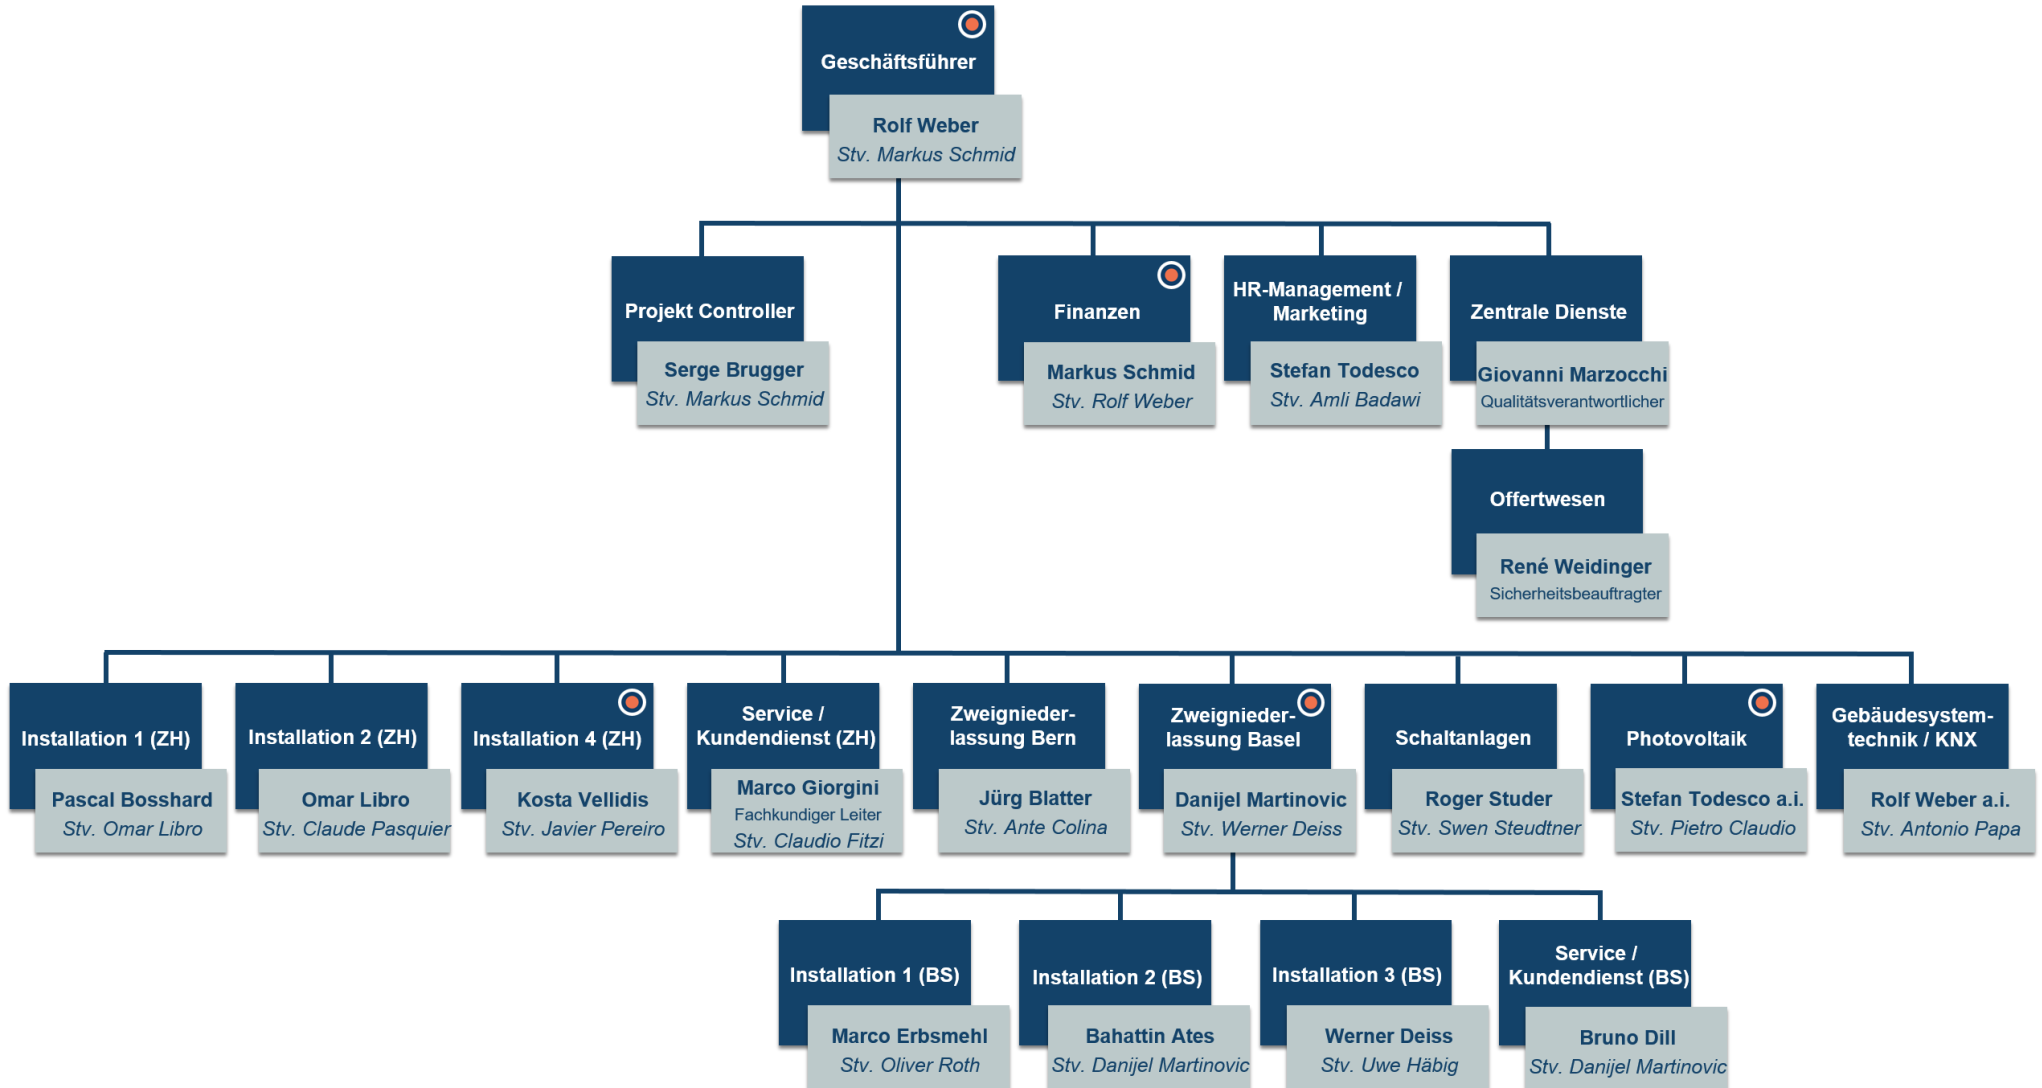 Geschäftsführer
Rolf Weber
Stv. Markus Schmid
Projekt Controller
Serge Brugger
Stv. Markus Schmid
Finanzen
Markus Schmid
Stv. Rolf Weber
HR-Management /
Marketing
Stefan Todesco
Stv. Amli Badawi
Zentrale Dienste
Giovanni Marzocchi
Qualitätsverantwortlicher
Offertwesen
René Weidinger
Sicherheitsbeauftragter
Installation 1 (ZH)
Pascal Bosshard
Stv. Omar Libro
Installation 2 (ZH)
Omar Libro
Stv. Claude Pasquier
Installation 4 (ZH)
Kosta Vellidis
Stv. Javier Pereiro
Service /
Kundendienst (ZH)
Marco Giorgini
Fachkundiger Leiter
Stv. Claudio Fitzi
Zweignieder-
lassung Bern
Jürg Blatter
Stv. Ante Colina
Zweignieder-
lassung Basel
Danijel Martinovic
Stv. Werner Deiss
Schaltanlagen
Roger Studer
Stv. Swen Steudtner
Photovoltaik
Stefan Todesco a.i.
Stv. Pietro Claudio
Gebäudesystem-
technik / KNX
Rolf Weber a.i.
Stv. Antonio Papa
Installation 1 (BS)
Marco Erbsmehl
Stv. Oliver Roth
Installation 2 (BS)
Bahattin Ates
Stv. Danijel Martinovic
Installation 3 (BS)
Werner Deiss
Stv. Uwe Häbig
Service /
Kundendienst (BS)
Bruno Dill
Stv. Danijel Martinovic